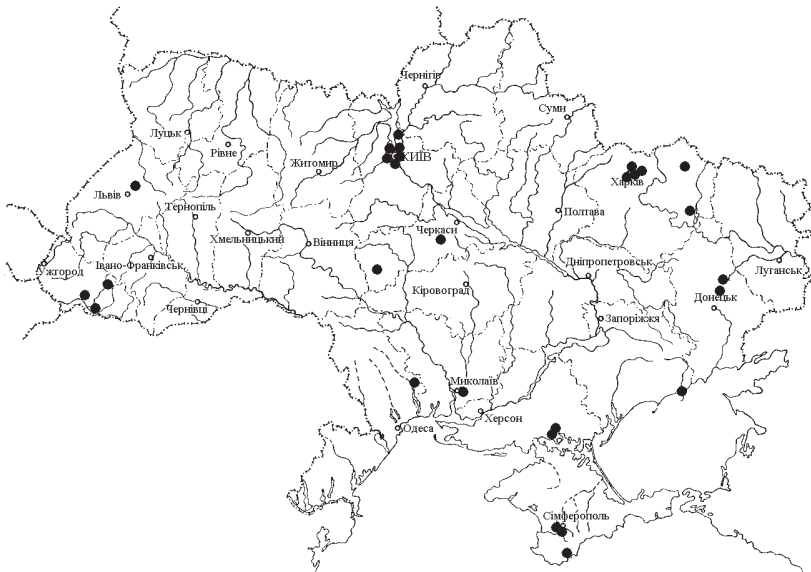 Чернігів
Суми
Луцьк
Рівне
КИЇВ
Житомир
Харків
Львів
Тернопіль
Полтава
Черкаси
Хмельницький
Вінниця
Івано-Франківськ
Ужгород
Дніпропетровськ
Луганськ
Кіровоград
Донецьк
Чернівці
Запоріжжя
Миколаїв
Херсон
Одеса
Сімферополь